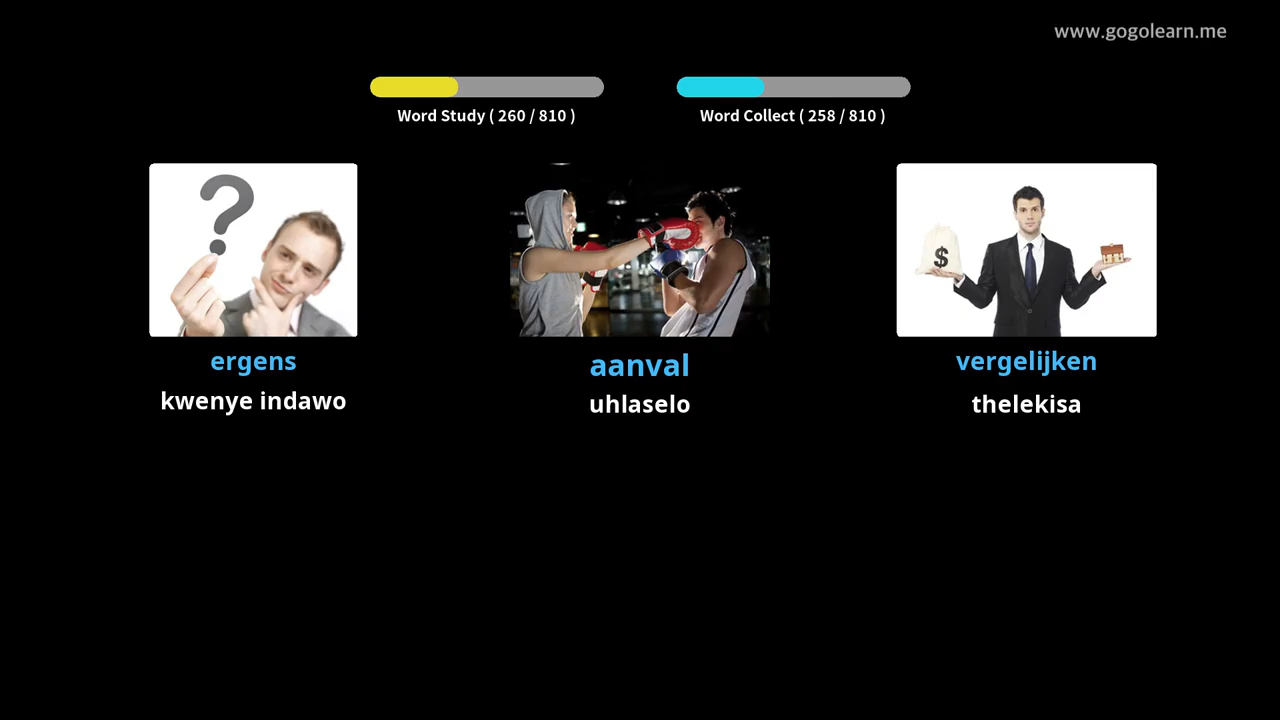 www.gogolearn.me
Word Study ( 260 / 810 )
Word Collect ( 258 / 810 )
$
ergens
aanval
vergelijken
kwenye indawo
uhlaselo
thelekisa